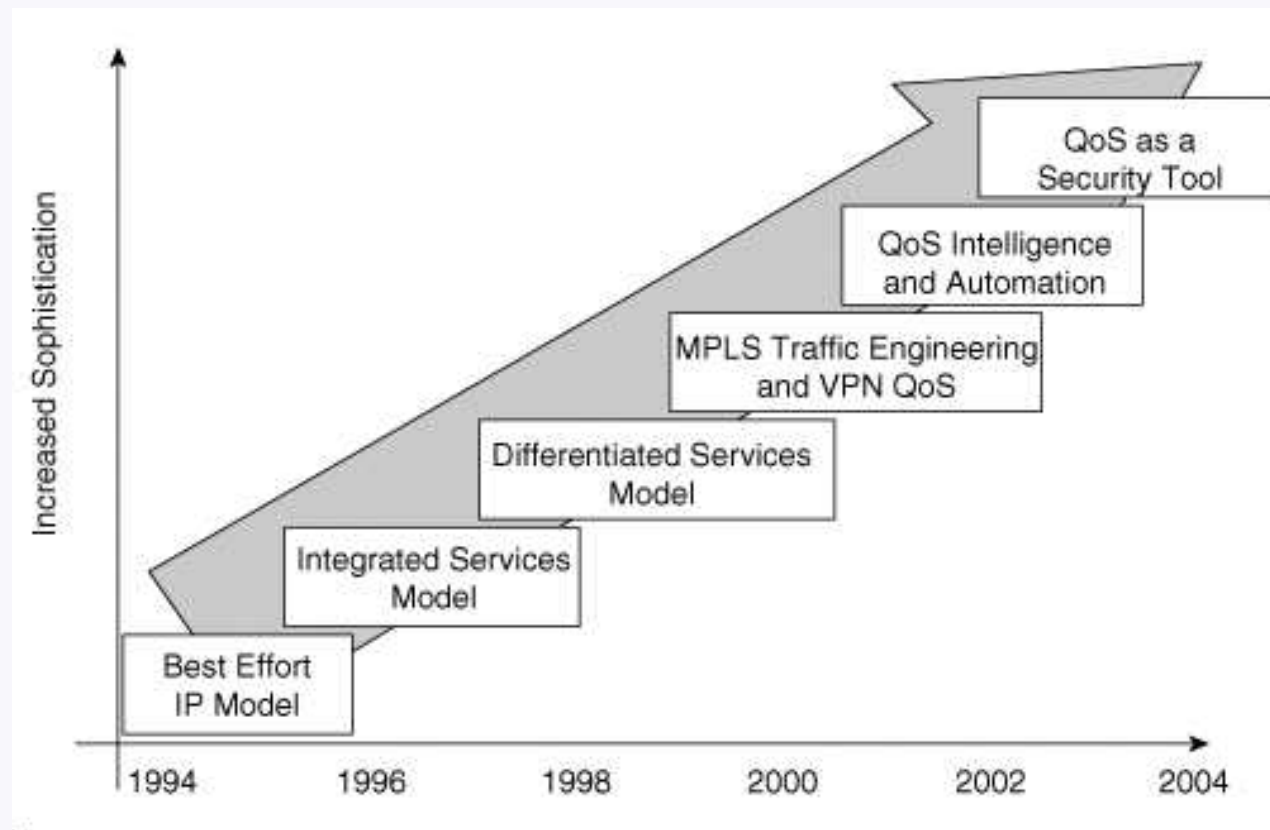 Increased Sophistication
QoS as a
Security Tool
QoS Intelligence
and Automation
MPLS Traffic Engineering
and VPN QoS
Differentiated Services
Model
Integrated Services
Model
Best Effort
IP Model
1994 1996 1998 2000 2002 2004